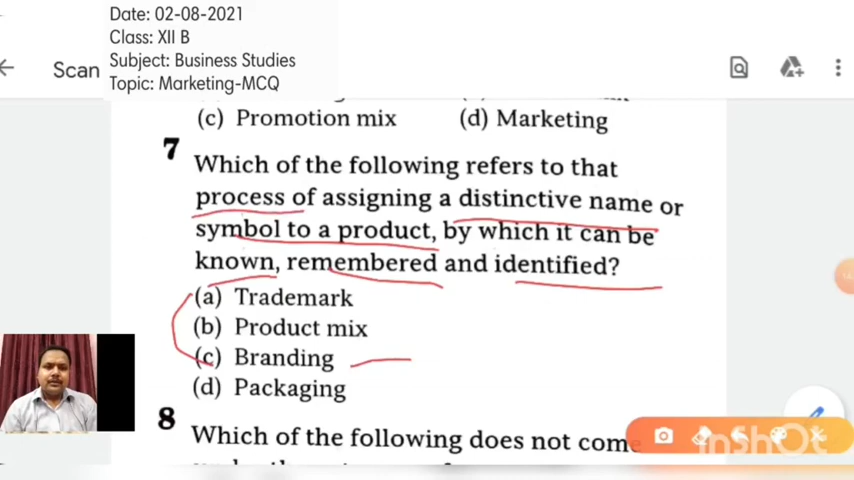 Date: 02-08-2021
Class: XII B
Subject: Business Studies
Topic: Marketing-MCQ
Scan
(c) Promotion mix (d) Marketing
7 Which of the following refers to that
process of assigning a distinctive name or
symbol to a product, by which it can be
known, remembered and identified?
(a) Trademark
(b) Product mix
(c) Branding
(d) Packaging
8 Which of the following does not come
InShOt